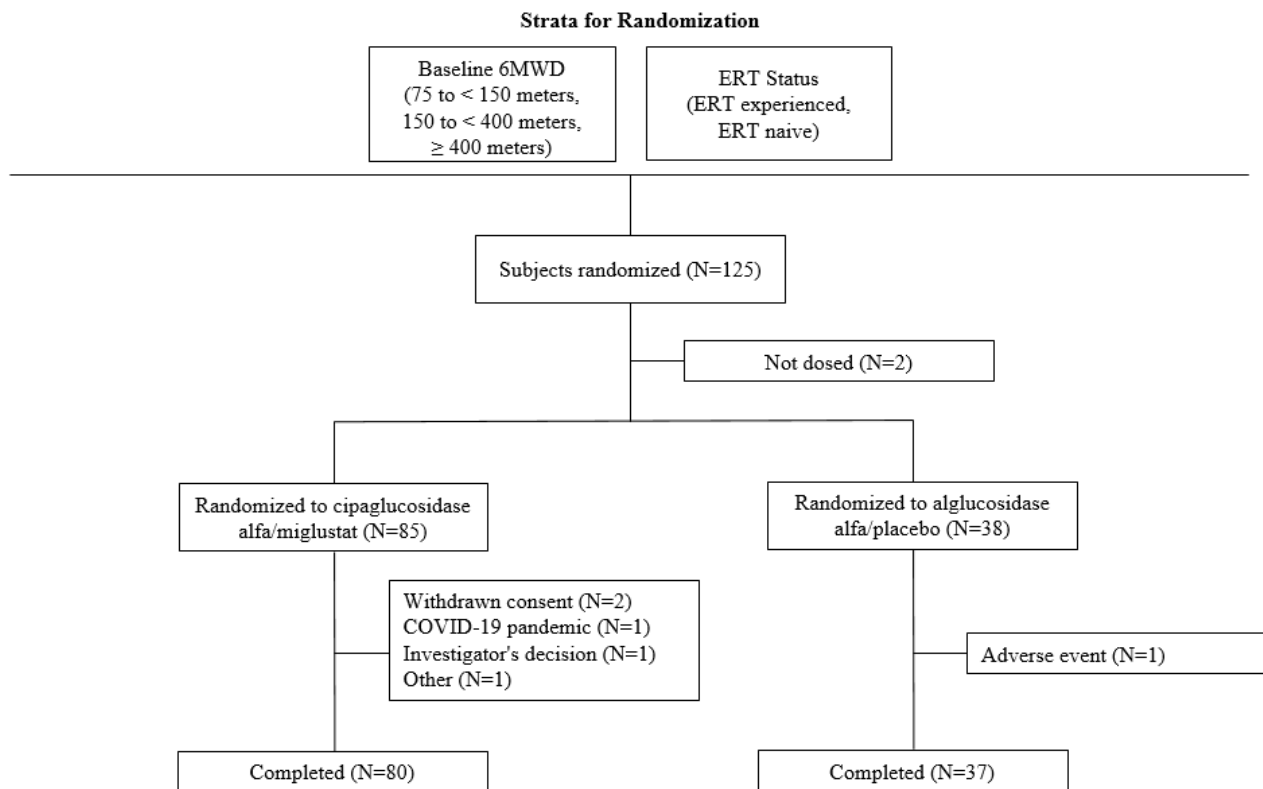 Strata for Randomization
Baseline 6MWD
(75 to < 150 meters,
150 to < 400 meters,
≥ 400 meters)
ERT Status
(ERT experienced,
ERT naive)
Subjects randomized (N=125)
Not dosed (N=2)
Randomized to cipaglucosidase
alfa/miglustat (N=85)
Randomized to alglucosidase
alfa/placebo (N=38)
Withdrawn consent (N=2)
COVID-19 pandemic (N=1)
Investigator's decision (N=1)
Other (N=1)
Adverse event (N=1)
Completed (N=80)
Completed (N=37)